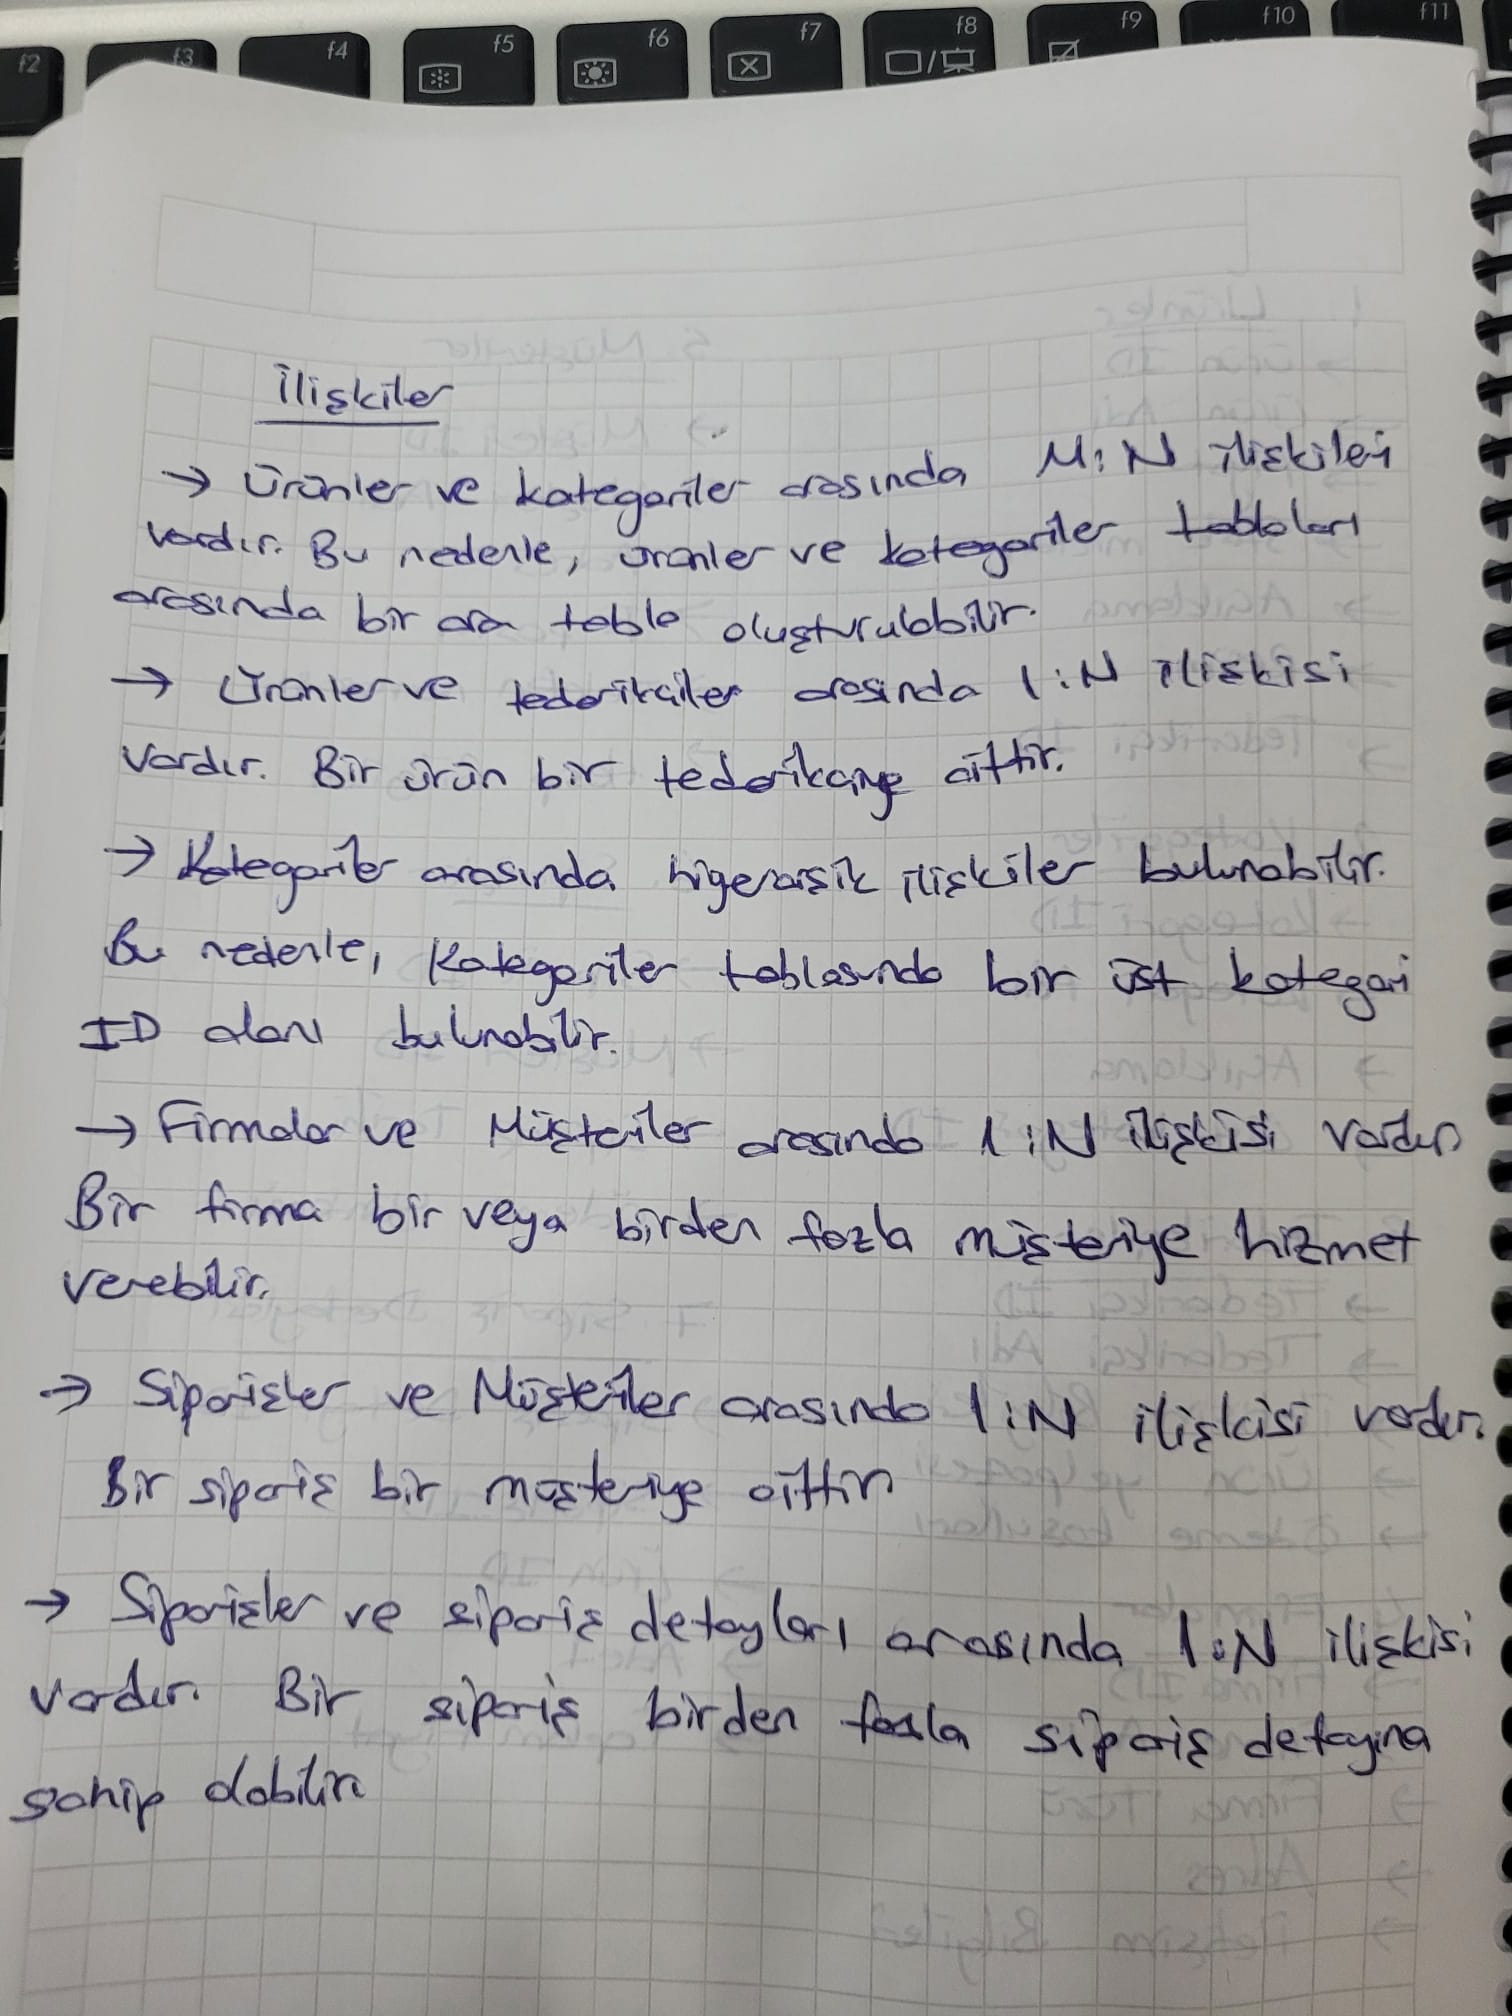 f2 f3 f4 f5 f6 f7 f8 f9 f10 f11
İlişkiler
→ Ürünler ve kategoriler arasında M:N ilişkileri
vardır. Bu nedenle, ürünler ve kategoriler tabloları
arasında bir ara tablo oluşturulabilir.
→ Ürünler ve tedarikçiler arasında 1:N ilişkisi
vardır. Bir ürün bir tedarikçiye aittir.
→ Kategoriler arasında hiyerarşik ilişkiler bulunabilir.
Bu nedenle, Kategoriler tablosunda bir üst kategori
ID alanı bulunabilir.
→ Firmalar ve Müşteriler arasında 1:N ilişkisi vardır
Bir firma bir veya birden fazla müşteriye hizmet
verebilir.
→ Siparişler ve Müşteriler arasında 1:N ilişkisi vardır.
Bir sipariş bir müşteriye aittir
→ Siparişler ve sipariş detayları arasında 1:N ilişkisi
vardır. Bir sipariş birden fazla sipariş detayına
sahip olabilir